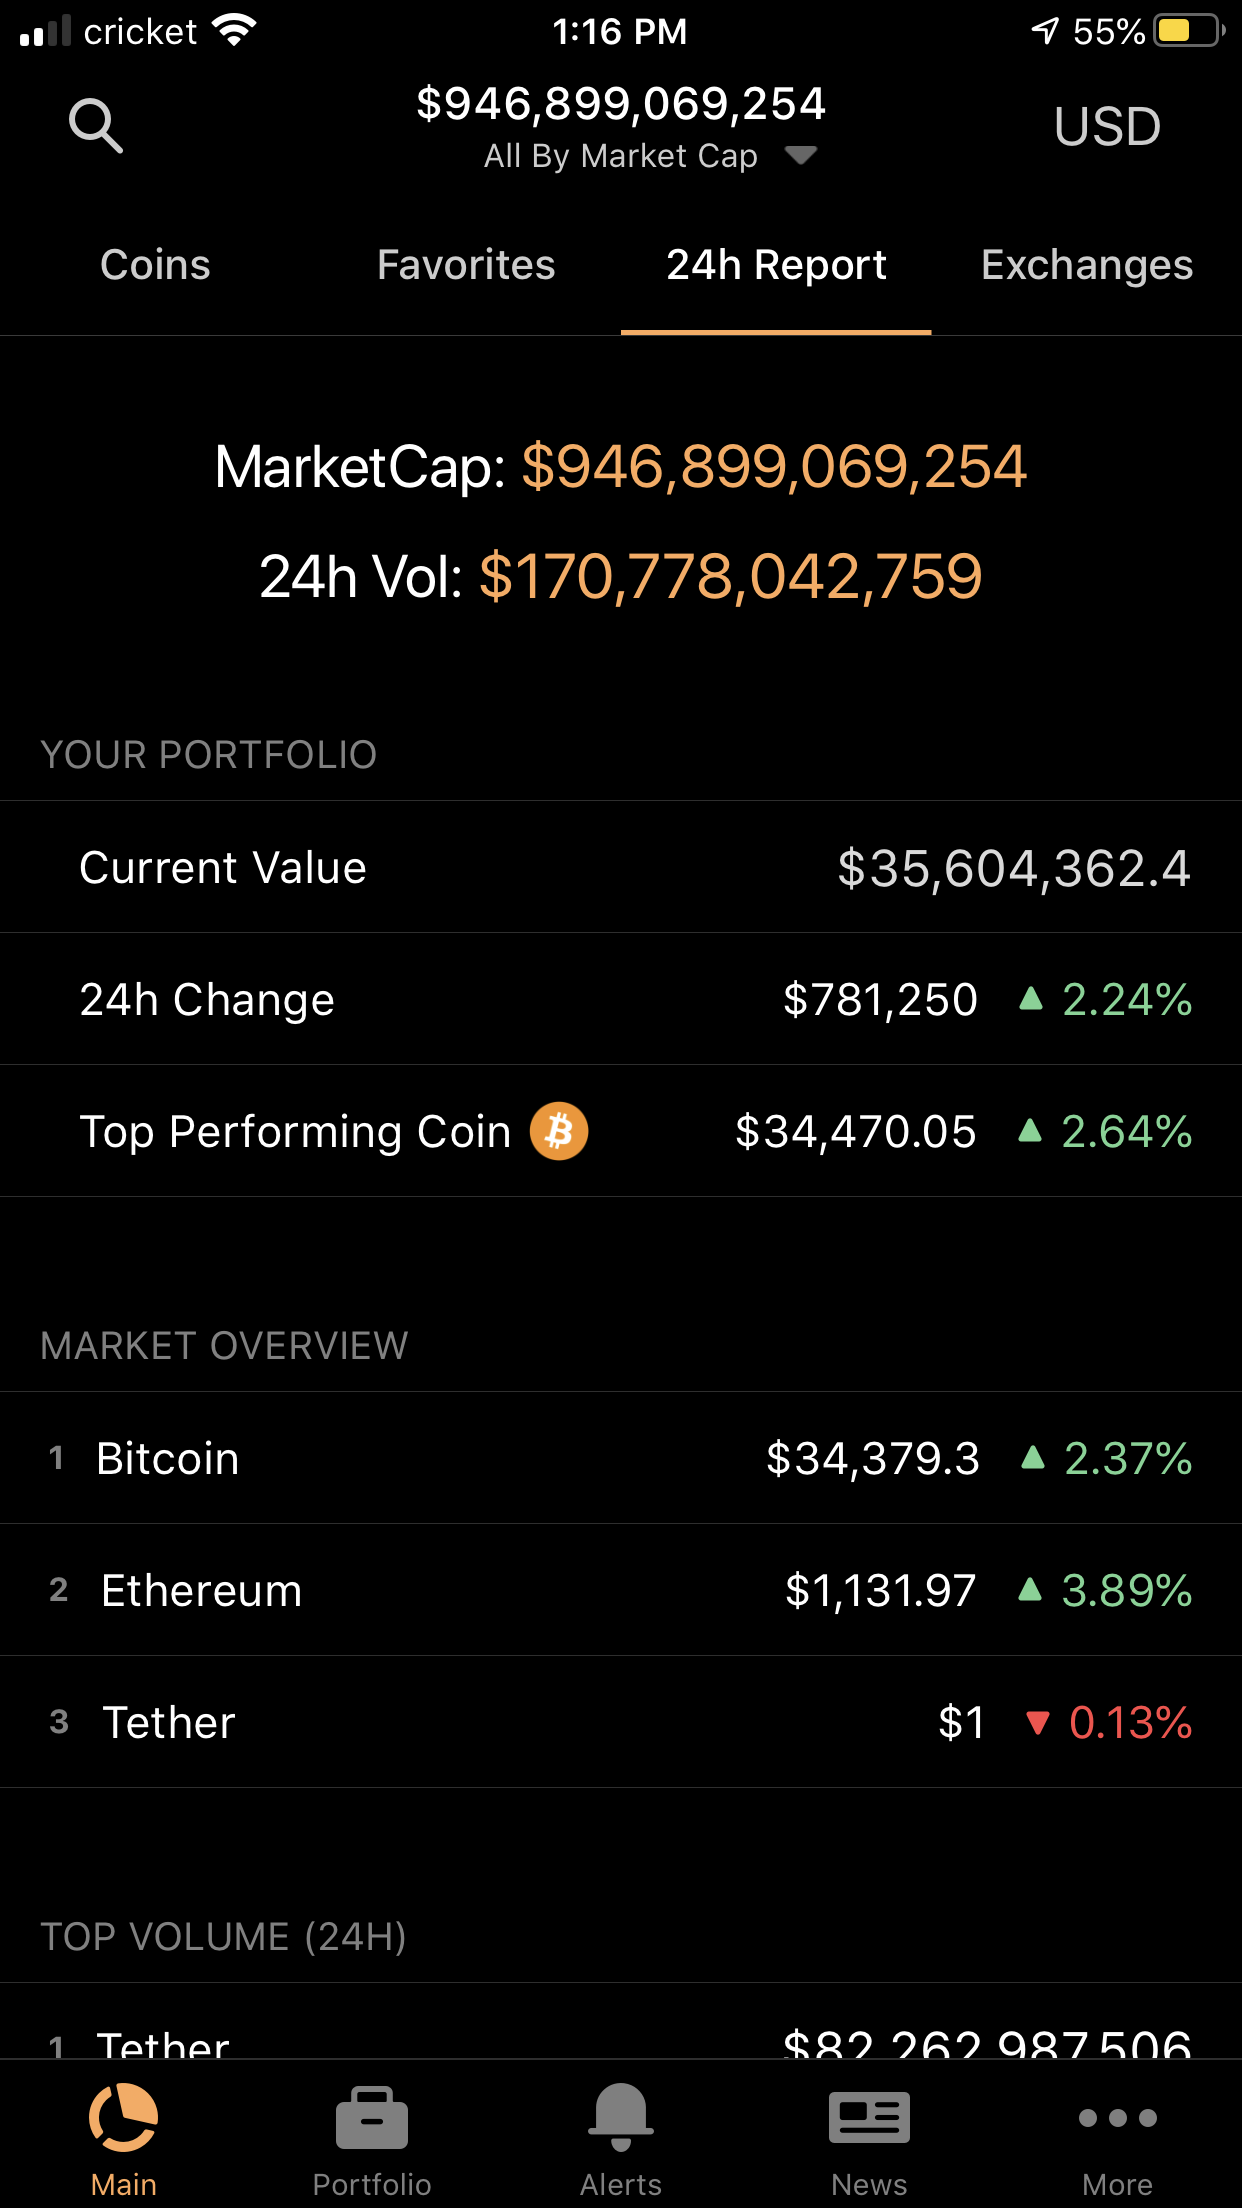 cricket 1:16 PM 55%
$946,899,069,254
All By Market Cap
USD
Coins Favorites 24h Report Exchanges
MarketCap: $946,899,069,254
24h Vol: $170,778,042,759
YOUR PORTFOLIO
Current Value $35,604,362.4
24h Change $781,250 ▲ 2.24%
Top Performing Coin $34,470.05 ▲ 2.64%
MARKET OVERVIEW
1 Bitcoin $34,379.3 ▲ 2.37%
2 Ethereum $1,131.97 ▲ 3.89%
3 Tether $1 ▼ 0.13%
TOP VOLUME (24H)
1 Tether $82,262,987,506
Main Portfolio Alerts News More